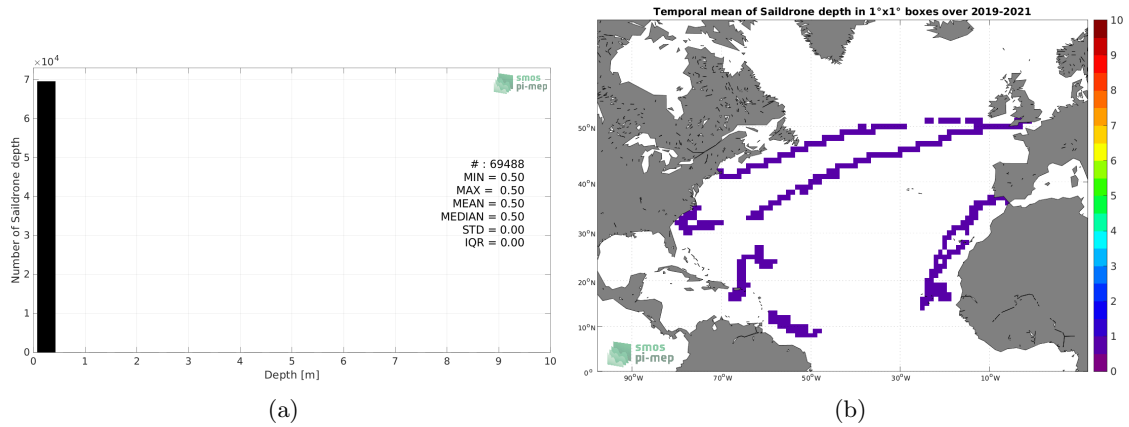 ×10⁴
7
6
5
4
3
2
1
0
Number of Saildrone depth
smos
pi-mep
# : 69488
MIN = 0.50
MAX = 0.50
MEAN = 0.50
MEDIAN = 0.50
STD = 0.00
IQR = 0.00
0 1 2 3 4 5 6 7 8 9 10
Depth [m]
(a)
Temporal mean of Saildrone depth in 1°x1° boxes over 2019-2021
50°N
40°N
30°N
20°N
10°N
0°
smos
pi-mep
90°W 70°W 50°W 30°W 10°W
10
9
8
7
6
5
4
3
2
1
0
(b)